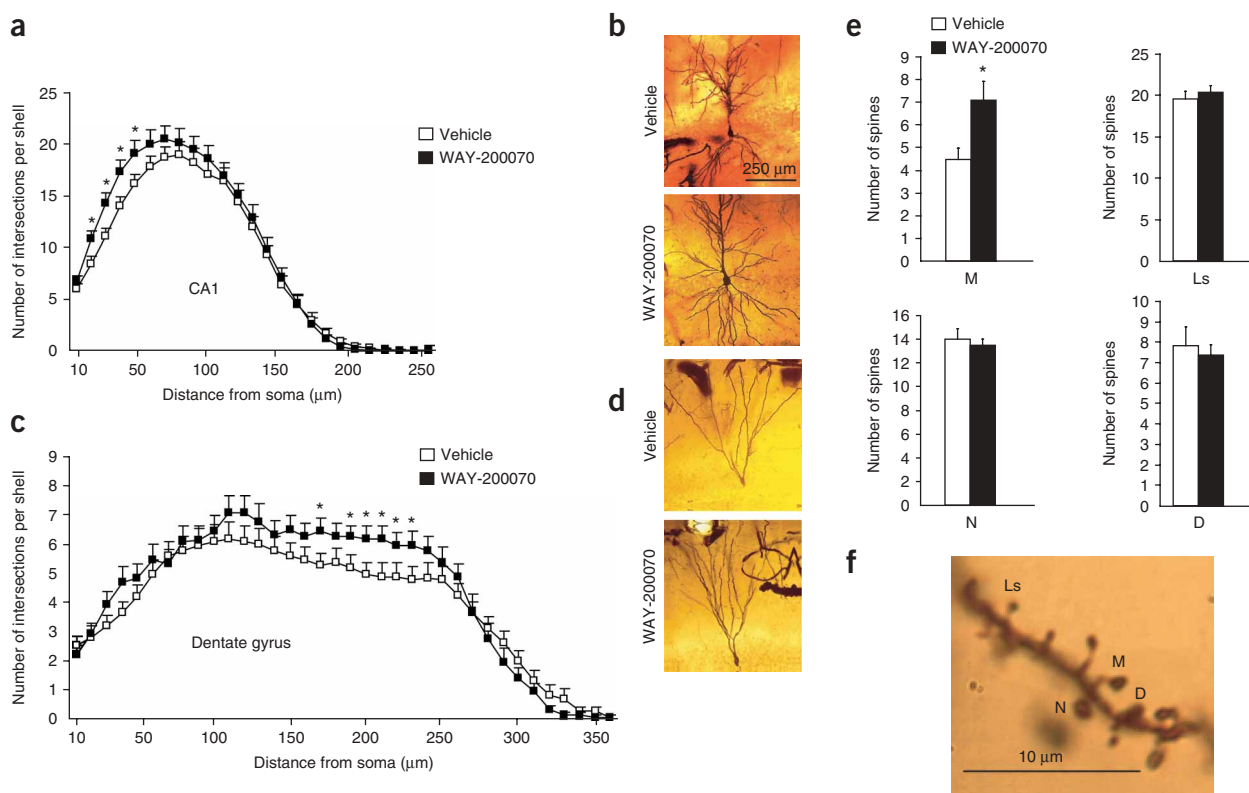 a
Number of intersections per shell
25
20
15
10
5
0
* * * *
Vehicle
WAY-200070
CA1
10 50 100 150 200 250
Distance from soma (μm)
b
Vehicle
250 μm
WAY-200070
c
Number of intersections per shell
9
8
7
6
5
4
3
2
1
0
Vehicle
WAY-200070
* * * * * *
Dentate gyrus
10 50 100 150 200 250 300 350
Distance from soma (μm)
d
Vehicle
WAY-200070
e
Vehicle
WAY-200070
Number of spines
9
8
7
6
5
4
3
2
1
0
*
M
Number of spines
25
20
15
10
5
0
Ls
Number of spines
16
14
12
10
8
6
4
2
0
N
Number of spines
10
9
8
7
6
5
4
3
2
1
0
D
f
Ls
M
D
N
10 μm